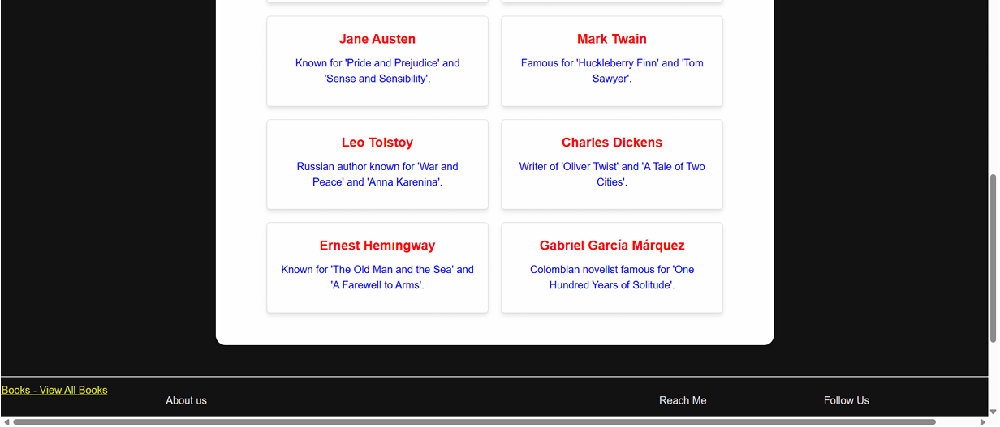 Jane Austen
Known for 'Pride and Prejudice' and
'Sense and Sensibility'.
Mark Twain
Famous for 'Huckleberry Finn' and 'Tom
Sawyer'.
Leo Tolstoy
Russian author known for 'War and
Peace' and 'Anna Karenina'.
Charles Dickens
Writer of 'Oliver Twist' and 'A Tale of Two
Cities'.
Ernest Hemingway
Known for 'The Old Man and the Sea' and
'A Farewell to Arms'.
Gabriel García Márquez
Colombian novelist famous for 'One
Hundred Years of Solitude'.
Books - View All Books
About us
Reach Me
Follow Us